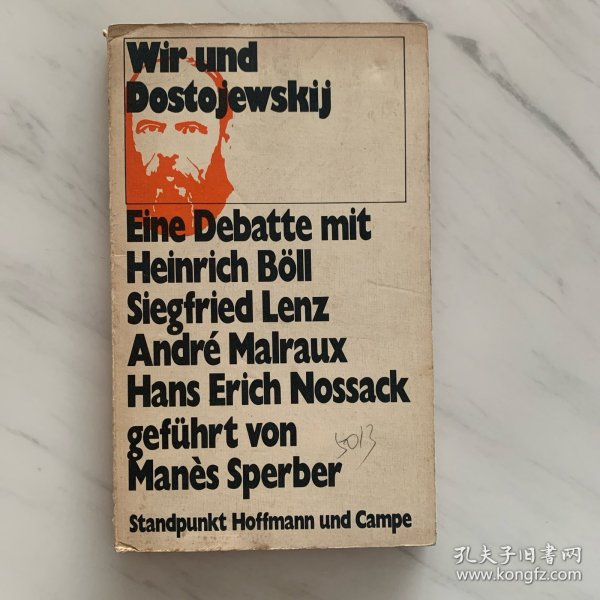 Wir und
Dostojewskij
Eine Debatte mit
Heinrich Böll
Siegfried Lenz
André Malraux
Hans Erich Nossack
geführt von
Manès Sperber
5013
Standpunkt Hoffmann und Campe
孔夫子旧书网
www.kongfz.com